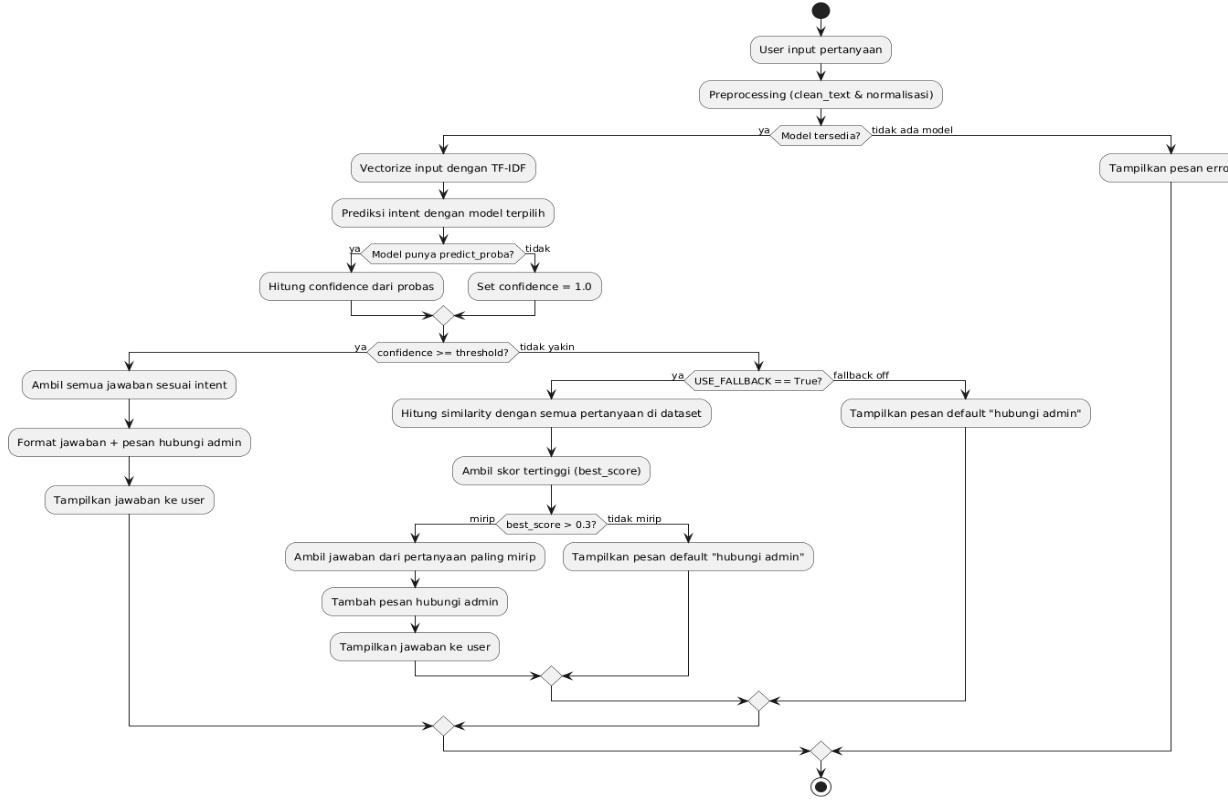 User input pertanyaan
Preprocessing (clean_text & normalisasi)
ya
Model tersedia?
tidak ada model
Vectorize input dengan TF-IDF
Tampilkan pesan erro
Prediksi intent dengan model terpilih
ya
Model punya predict_proba?
tidak
Hitung confidence dari probas
Set confidence = 1.0
ya
confidence >= threshold?
tidak yakin
ya
USE_FALLBACK == True?
fallback off
Ambil semua jawaban sesuai intent
Hitung similarity dengan semua pertanyaan di dataset
Tampilkan pesan default "hubungi admin"
Format jawaban + pesan hubungi admin
Ambil skor tertinggi (best_score)
Tampilkan jawaban ke user
mirip
best_score > 0.3?
tidak mirip
Ambil jawaban dari pertanyaan paling mirip
Tampilkan pesan default "hubungi admin"
Tambah pesan hubungi admin
Tampilkan jawaban ke user